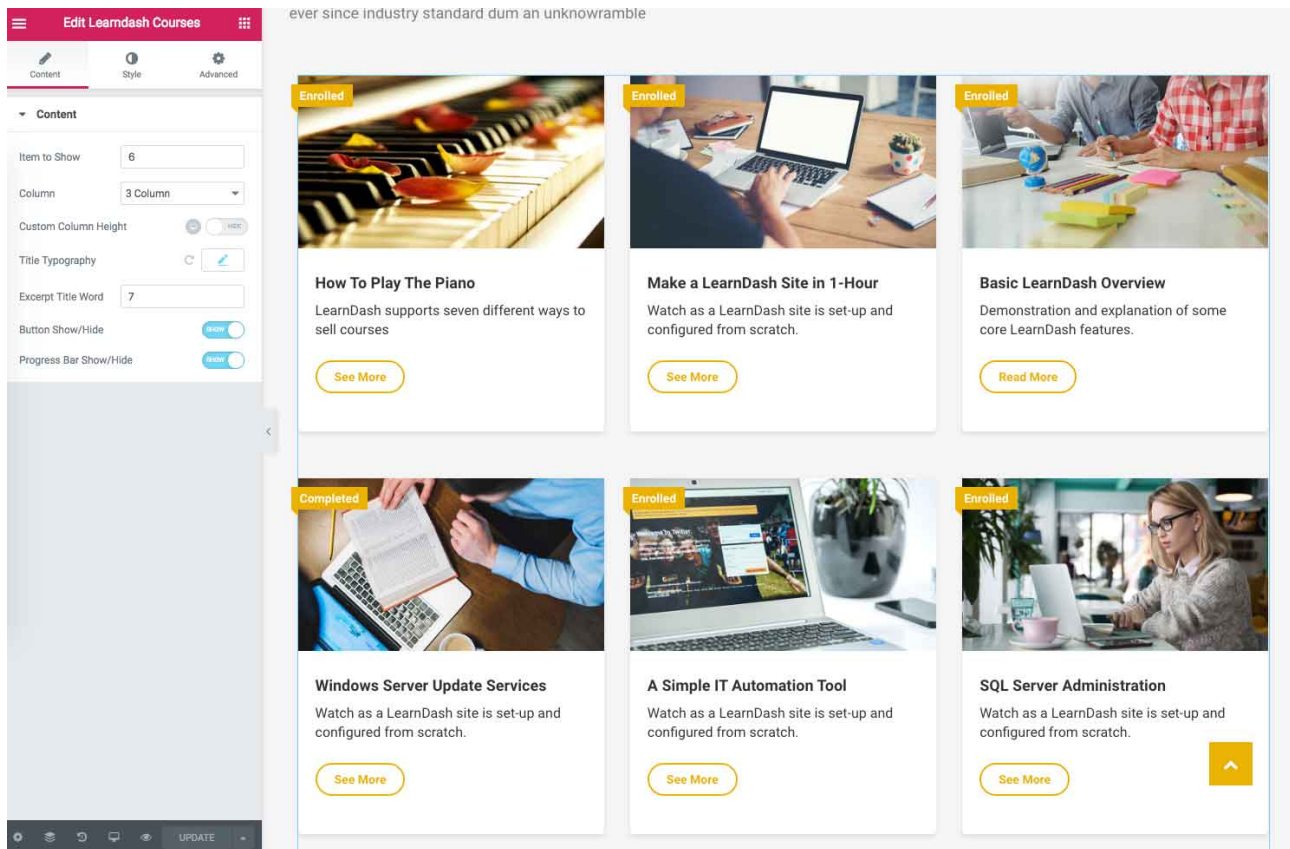 Edit Learndash Courses
Content
Style
Advanced
Content
Item to Show
6
Column
3 Column
Custom Column Height
HIDE
Title Typography
Excerpt Title Word
7
Button Show/Hide
SHOW
Progress Bar Show/Hide
SHOW
UPDATE
ever since industry standard dum an unknowramble
Enrolled
Enrolled
Enrolled
How To Play The Piano
LearnDash supports seven different ways to
sell courses
See More
Make a LearnDash Site in 1-Hour
Watch as a LearnDash site is set-up and
configured from scratch.
See More
Basic LearnDash Overview
Demonstration and explanation of some
core LearnDash features.
Read More
Completed
Enrolled
Welcome To Twitter
Enrolled
Windows Server Update Services
Watch as a LearnDash site is set-up and
configured from scratch.
See More
A Simple IT Automation Tool
Watch as a LearnDash site is set-up and
configured from scratch.
See More
SQL Server Administration
Watch as a LearnDash site is set-up and
configured from scratch.
See More